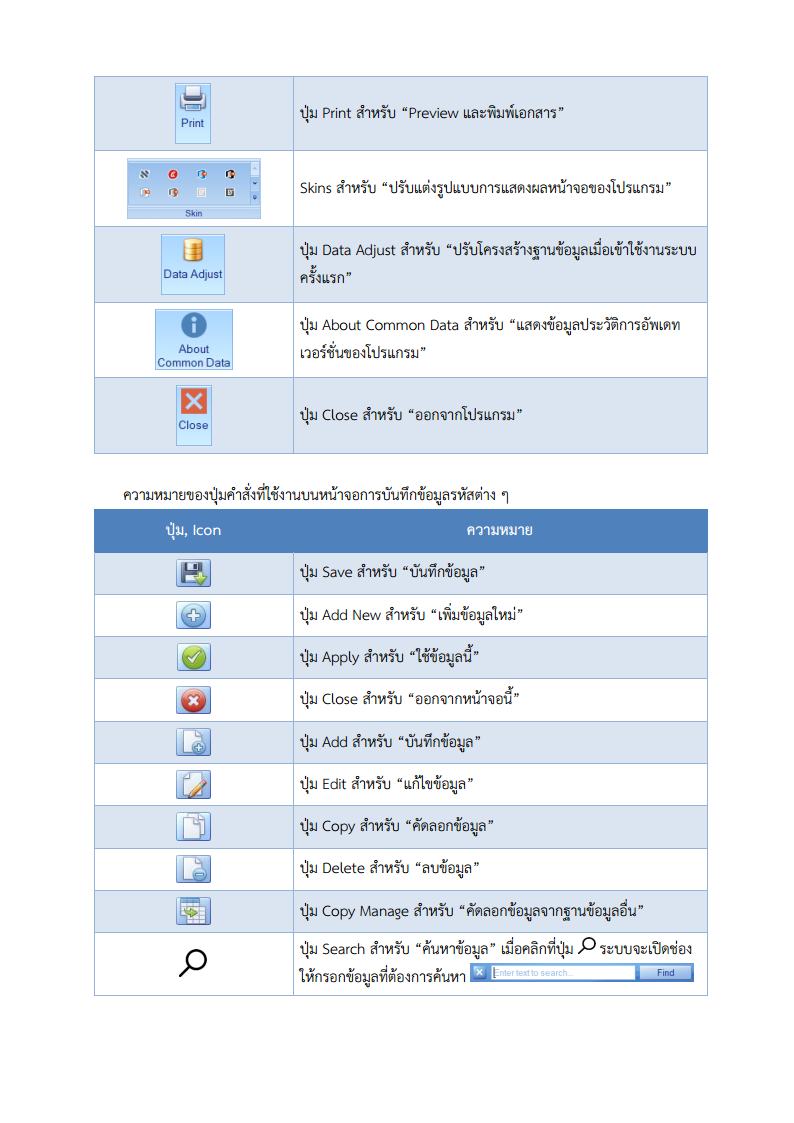 Print
ปุ่ม Print สำหรับ “Preview และพิมพ์เอกสาร”
Skin
Skins สำหรับ “ปรับแต่งรูปแบบการแสดงผลหน้าจอของโปรแกรม”
Data Adjust
ปุ่ม Data Adjust สำหรับ “ปรับโครงสร้างฐานข้อมูลเมื่อเข้าใช้งานระบบ
ครั้งแรก”
About
Common Data
ปุ่ม About Common Data สำหรับ “แสดงข้อมูลประวัติการอัพเดท
เวอร์ชั่นของโปรแกรม”
Close
ปุ่ม Close สำหรับ “ออกจากโปรแกรม”
ความหมายของปุ่มคำสั่งที่ใช้งานบนหน้าจอการบันทึกข้อมูลรหัสต่าง ๆ
ปุ่ม, Icon
ความหมาย
ปุ่ม Save สำหรับ “บันทึกข้อมูล”
ปุ่ม Add New สำหรับ “เพิ่มข้อมูลใหม่”
ปุ่ม Apply สำหรับ “ใช้ข้อมูลนี้”
ปุ่ม Close สำหรับ “ออกจากหน้าจอนี้”
ปุ่ม Add สำหรับ “บันทึกข้อมูล”
ปุ่ม Edit สำหรับ “แก้ไขข้อมูล”
ปุ่ม Copy สำหรับ “คัดลอกข้อมูล”
ปุ่ม Delete สำหรับ “ลบข้อมูล”
ปุ่ม Copy Manage สำหรับ “คัดลอกข้อมูลจากฐานข้อมูลอื่น”
ปุ่ม Search สำหรับ “ค้นหาข้อมูล” เมื่อคลิกที่ปุ่ม ระบบจะเปิดช่อง
ให้กรอกข้อมูลที่ต้องการค้นหา Enter text to search... Find